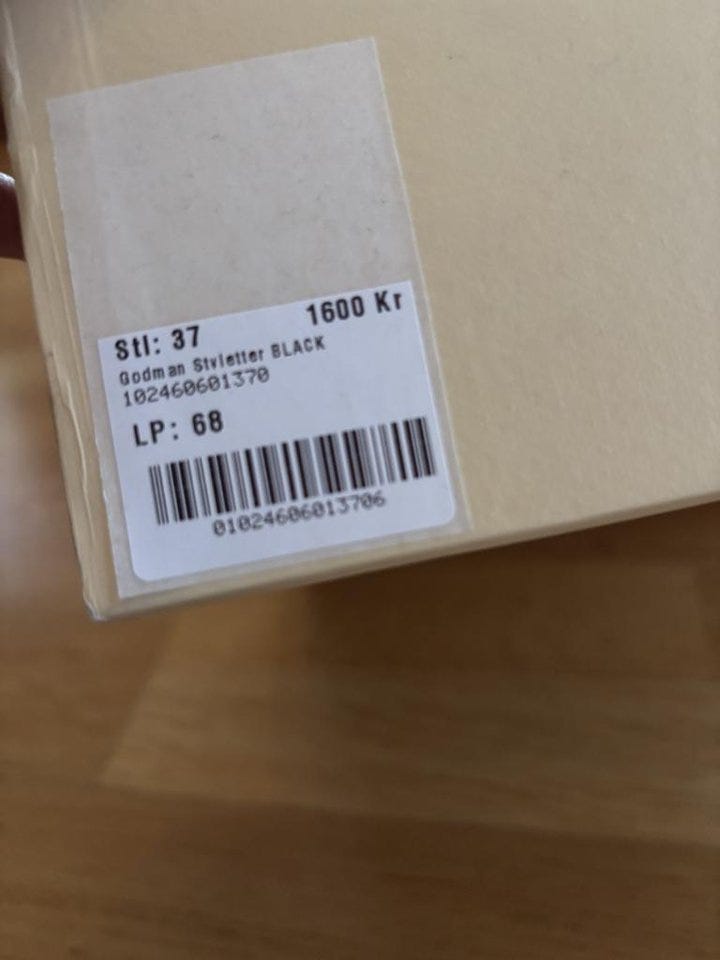 Stl: 37 1600 Kr
Godman Stvletter BLACK
102460601370
LP: 68
01024606013706